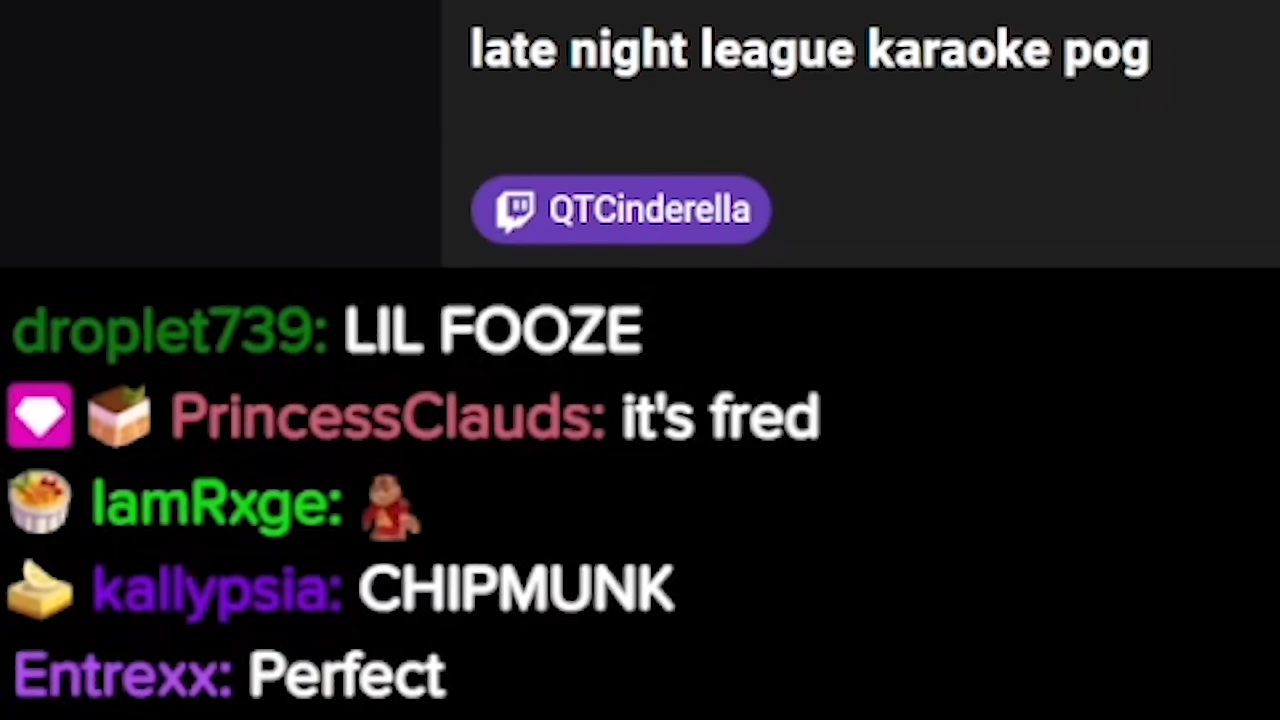 late night league karaoke pog
QTCinderella
droplet739: LIL FOOZE
PrincessClauds: it's fred
IamRxge:
kallypsia: CHIPMUNK
Entrexx: Perfect